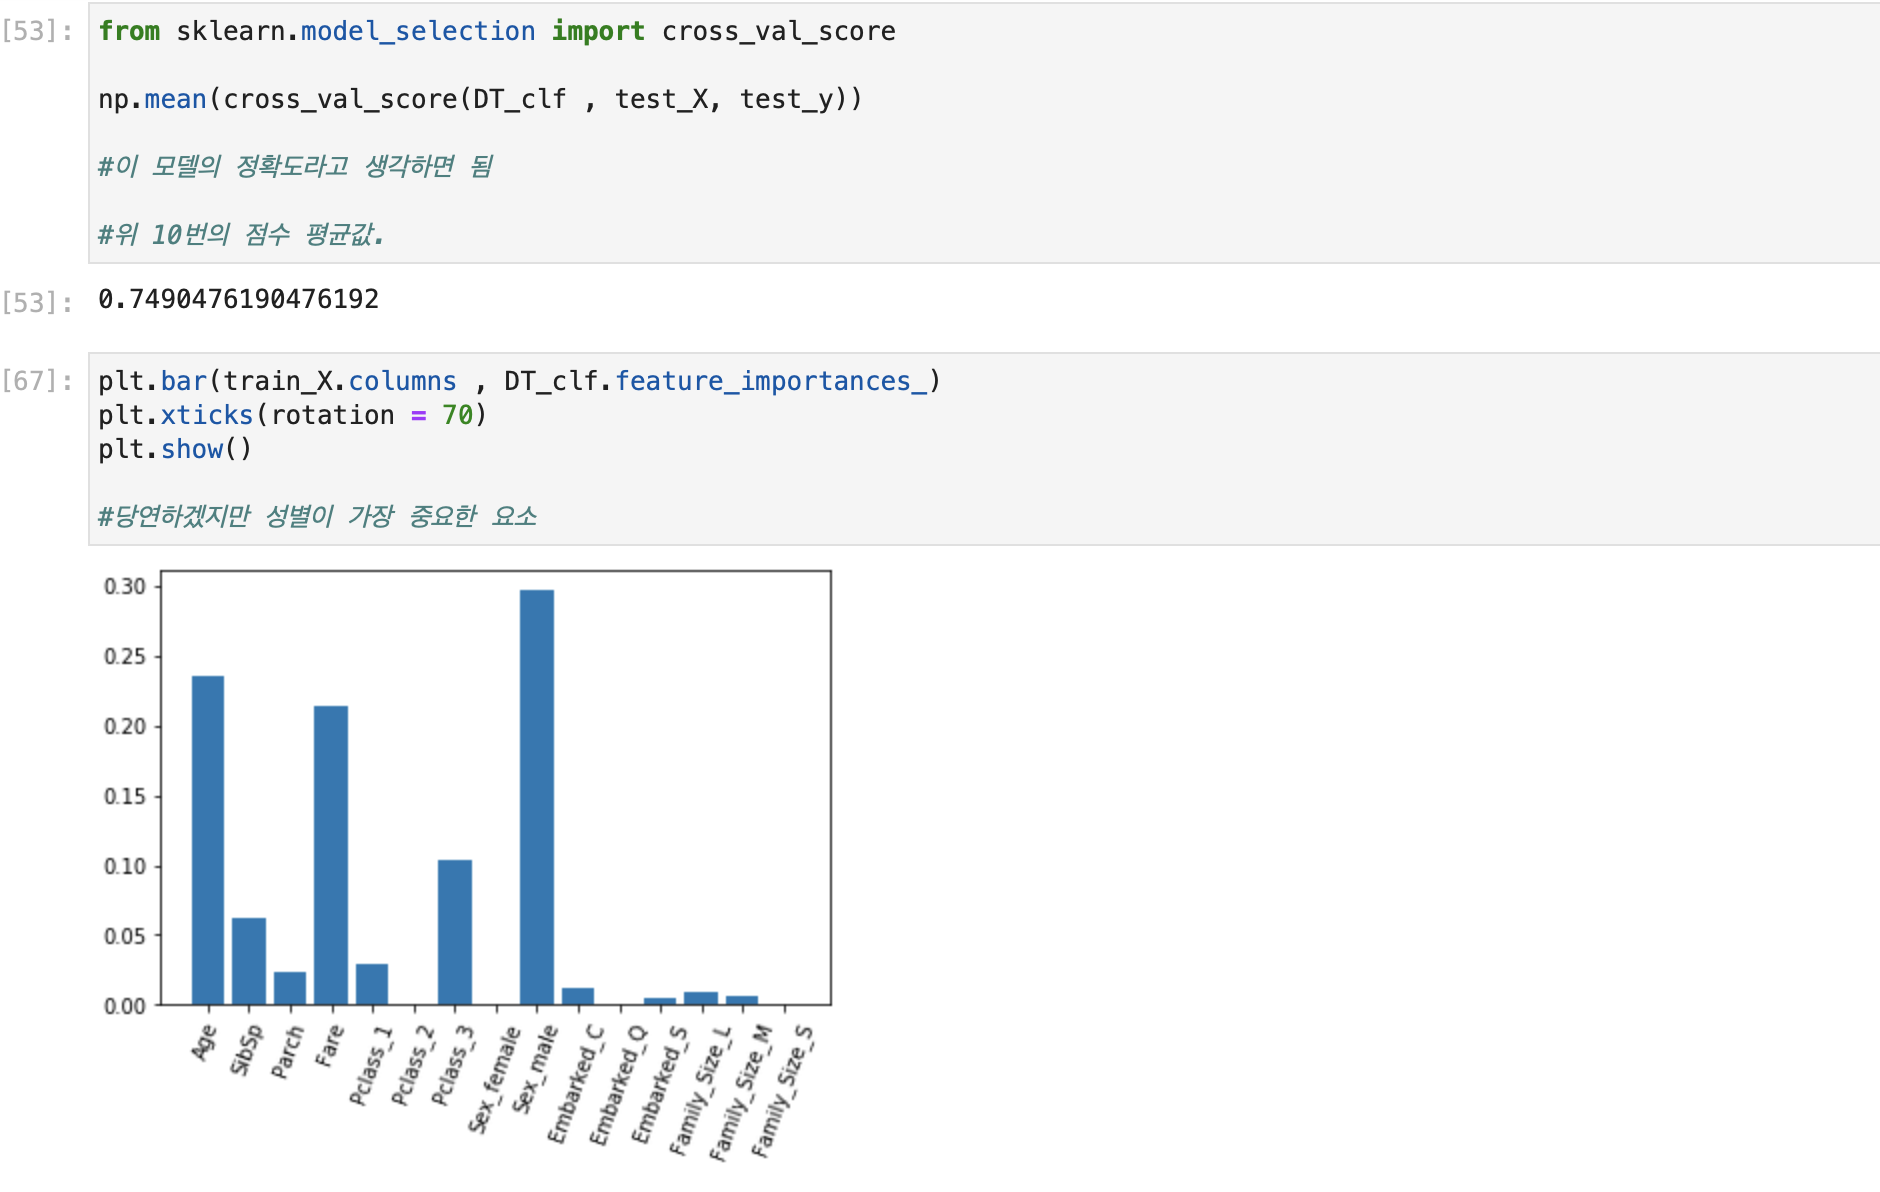 [53]: from sklearn.model_selection import cross_val_score
np.mean(cross_val_score(DT_clf , test_X, test_y))
#이 모델의 정확도라고 생각하면 됨
#위 10번의 점수 평균값.
[53]: 0.7490476190476192
[67]: plt.bar(train_X.columns , DT_clf.feature_importances_)
plt.xticks(rotation = 70)
plt.show()
#당연하겠지만 성별이 가장 중요한 요소
0.30
0.25
0.20
0.15
0.10
0.05
0.00
Age
SibSp
Parch
Fare
Pclass_1
Pclass_2
Pclass_3
Sex_female
Sex_male
Embarked_C
Embarked_Q
Embarked_S
Family_Size_L
Family_Size_M
Family_Size_S